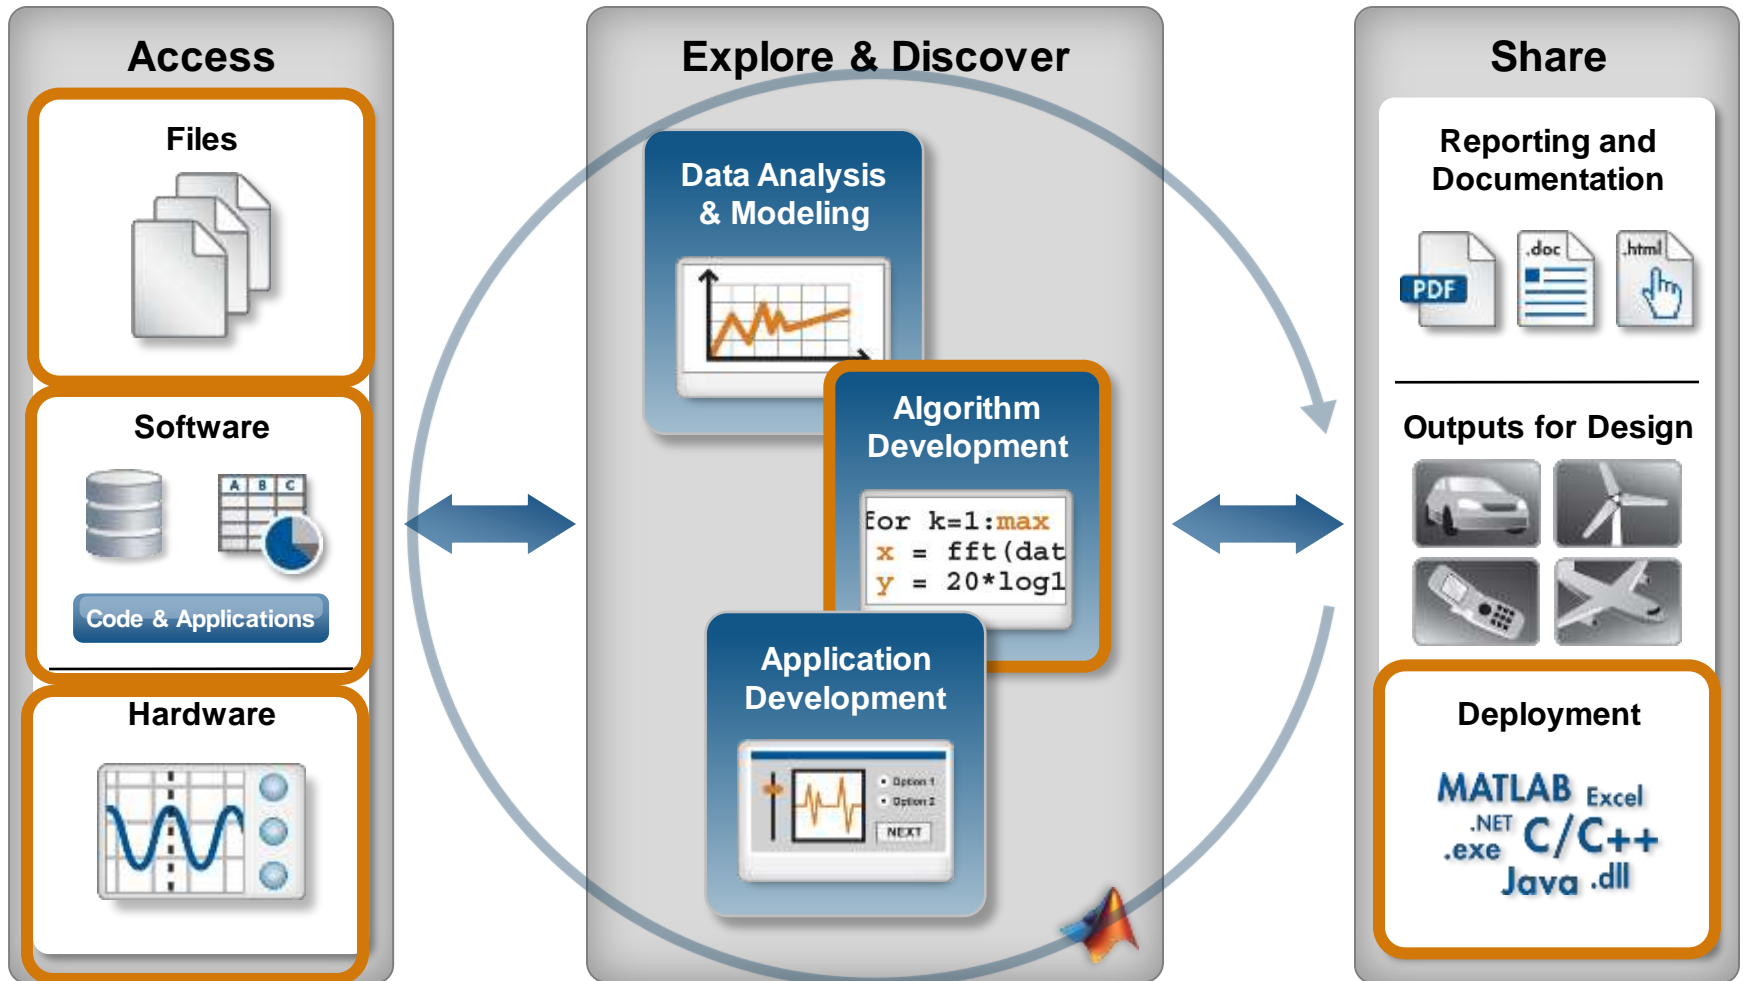 Access
Files
Software
A B C
Code & Applications
Hardware
Explore & Discover
Data Analysis
& Modeling
Algorithm
Development
for k=1:max
x = fft(dat
y = 20*log1
Application
Development
Option 1
Option 2
NEXT
Share
Reporting and
Documentation
PDF
.doc
.html
Outputs for Design
Deployment
MATLAB Excel
.NET C/C++
.exe
Java .dll